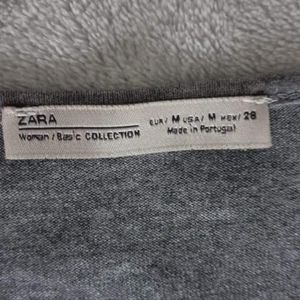 ZARA
Woman / Basic COLLECTION
EUR/ M USA/ M MEX/ 28
Made in Portugal